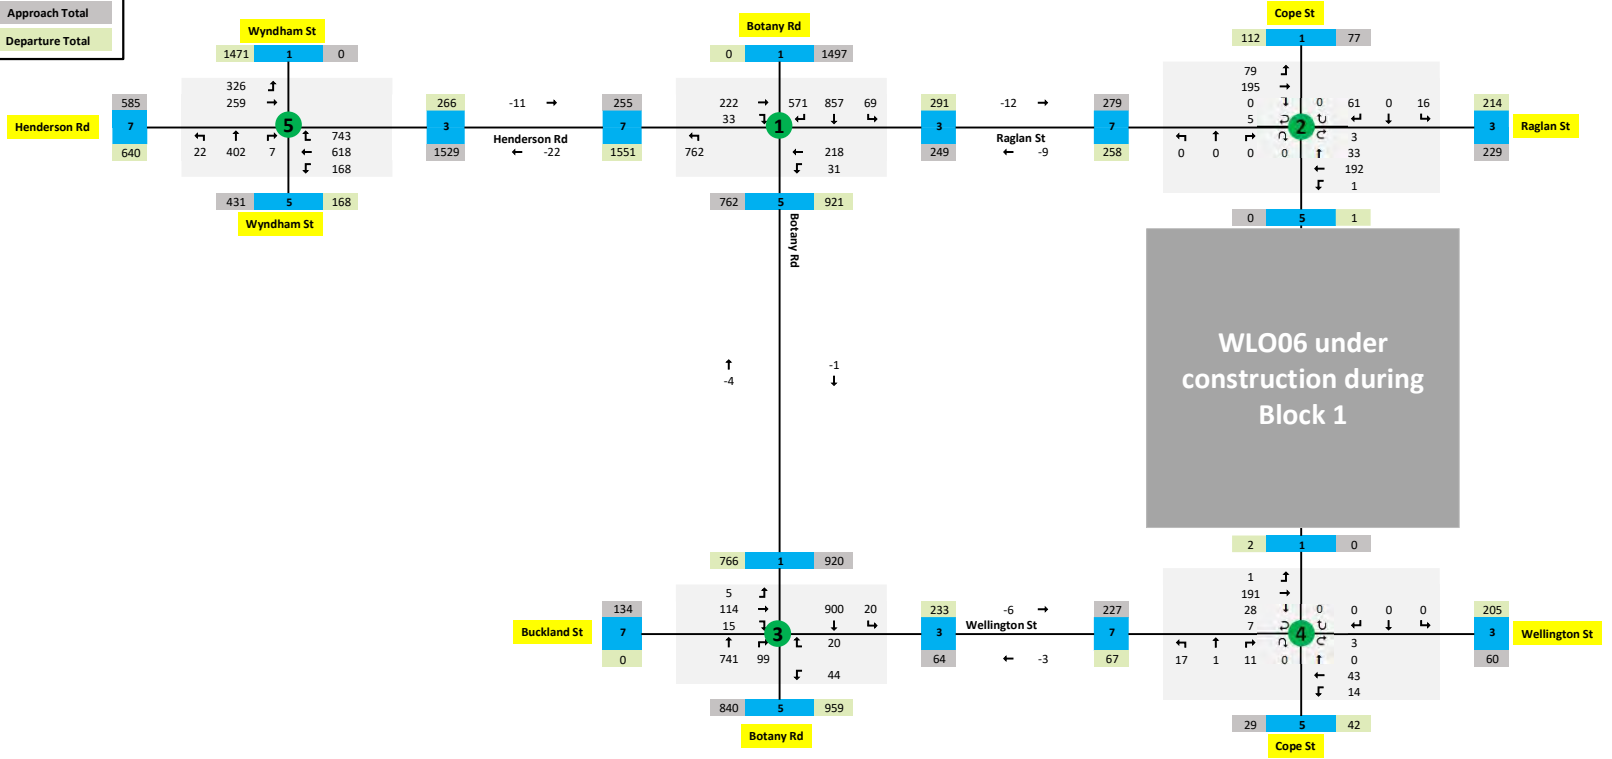 Approach Total
Departure Total
Wyndham St
1471 1 0
Botany Rd
0 1 1497
Cope St
112 1 77
326
259
585
7
640
Henderson Rd
5
22 402 7
743
618
168
431 5 168
Wyndham St
266
3
1529
-11
Henderson Rd
-22
255
7
1551
222
33
571 857 69
1
762
218
31
762 5 921
Botany Rd
291
3
249
-12
Raglan St
-9
279
7
258
79
195
0
5
0 61 0 16
2
0 0 0 0
3
33
192
1
0 5 1
214
3
229
Raglan St
-4
-1
WLO06 under
construction during
Block 1
766 1 920
2 1 0
Buckland St
134
7
0
5
114
15
900 20
3
741 99
20
44
840 5 959
Botany Rd
233
3
64
-6
Wellington St
-3
227
7
67
1
191
28
7
0 0 0 0
4
17 1 11 0
3
0
43
14
29 5 42
Cope St
205
3
60
Wellington St